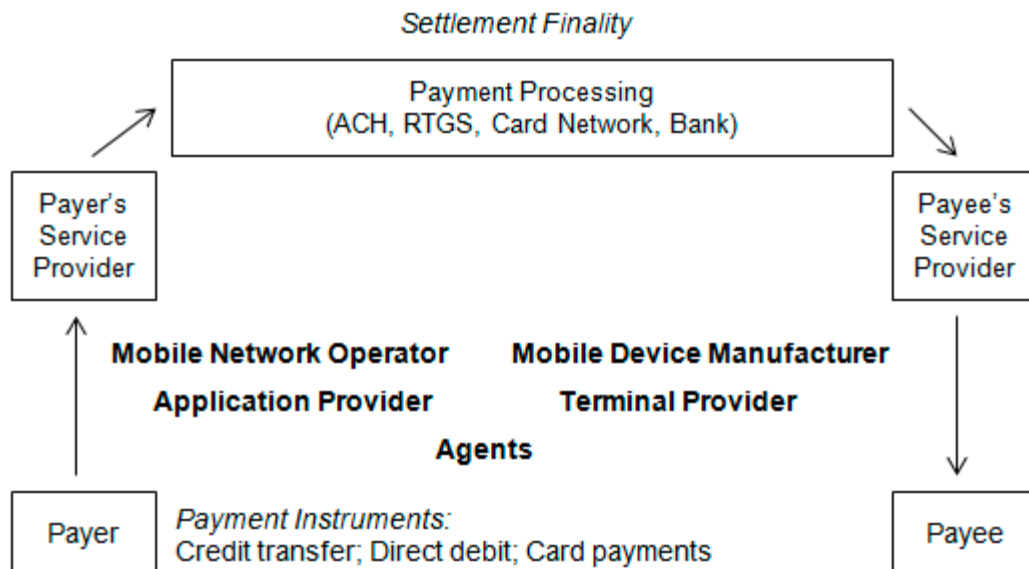 Settlement Finality
Payment Processing
(ACH, RTGS, Card Network, Bank)
Payer's
Service
Provider
Payee's
Service
Provider
Mobile Network Operator
Mobile Device Manufacturer
Application Provider
Terminal Provider
Agents
Payer
Payment Instruments:
Credit transfer; Direct debit; Card payments
Payee